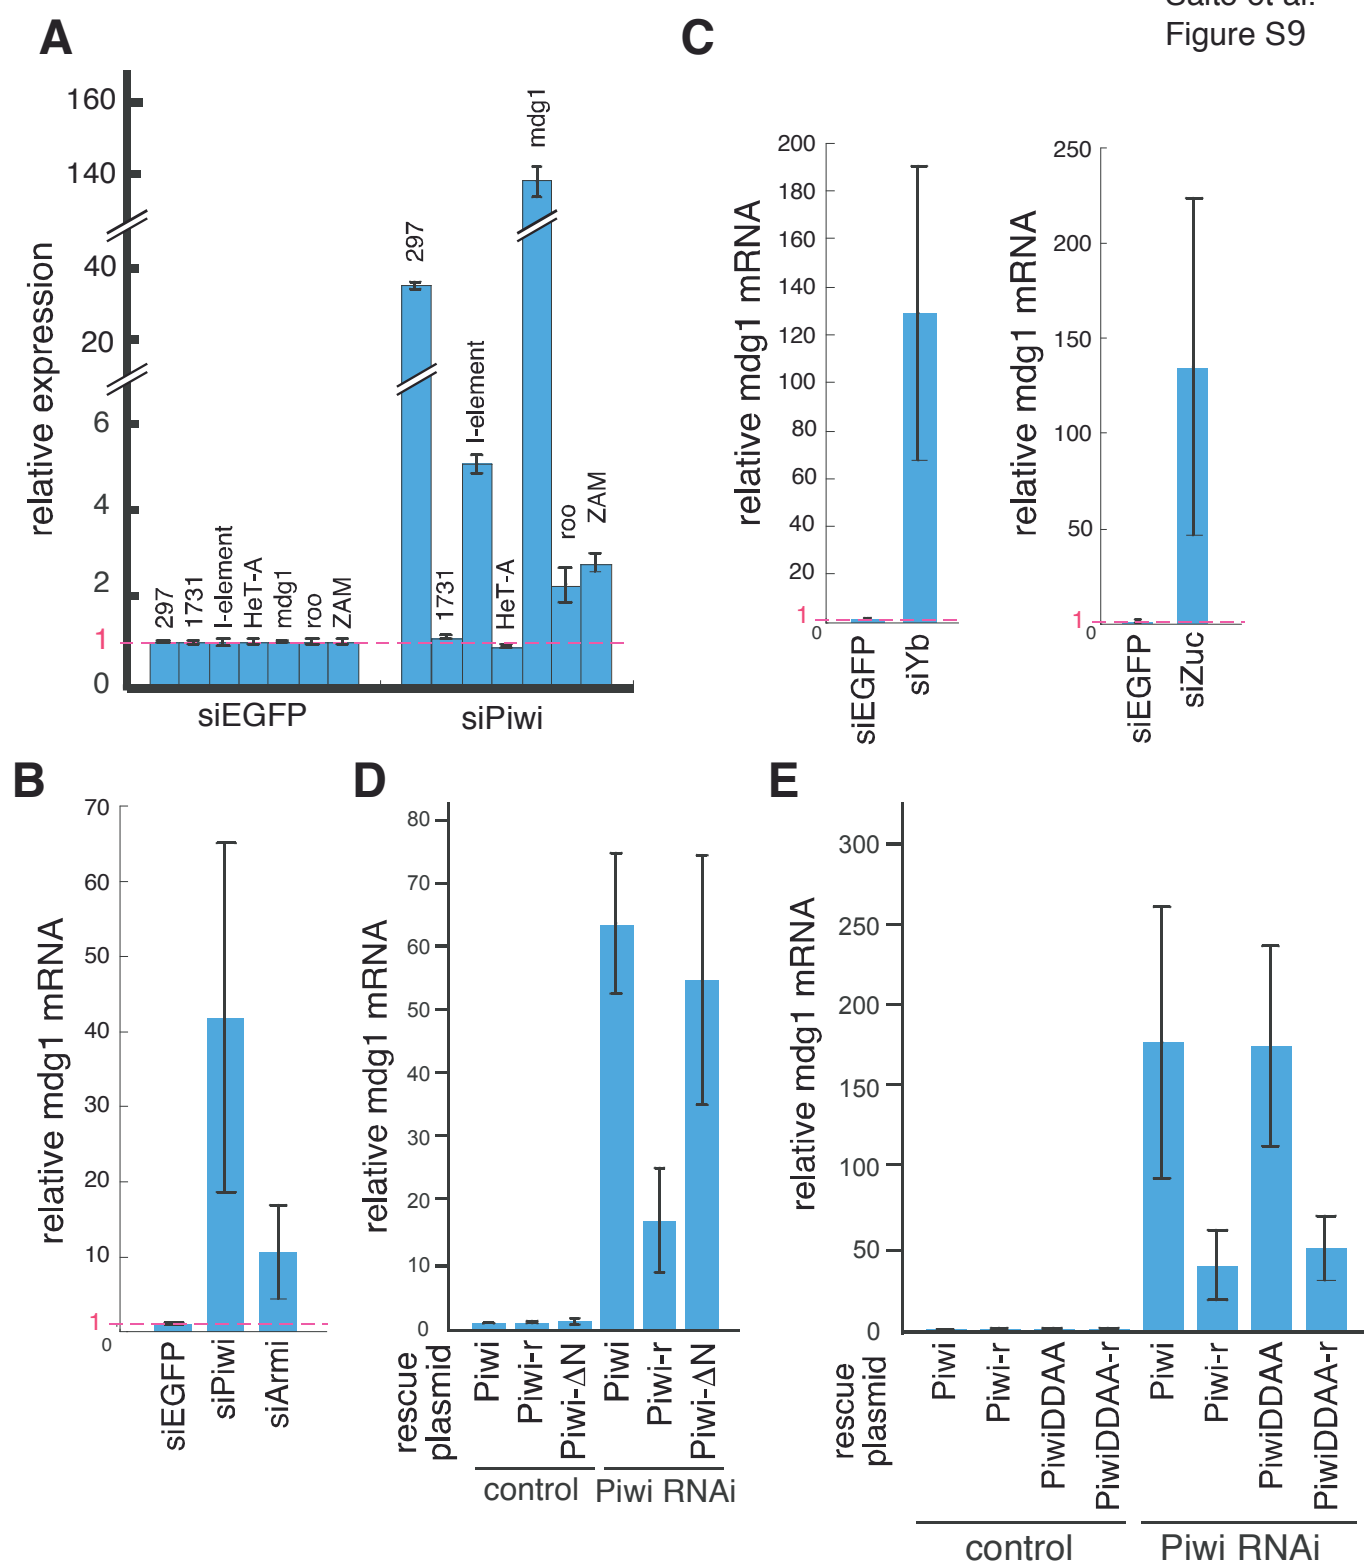 Saito et al.
Figure S9
A
relative expression
160
140
40
20
6
4
2
1
0
297
1731
I-element
HeT-A
mdg1
roo
ZAM
297
1731
I-element
HeT-A
mdg1
roo
ZAM
siEGFP
siPiwi
C
relative mdg1 mRNA
200
180
160
140
120
100
80
60
40
20
1
0
siEGFP
siYb
relative mdg1 mRNA
250
200
150
100
50
1
0
siEGFP
siZuc
B
relative mdg1 mRNA
70
60
50
40
30
20
10
1
0
siEGFP
siPiwi
siArmi
D
relative mdg1 mRNA
80
70
60
50
40
30
20
10
0
rescue
plasmid
Piwi
Piwi-r
Piwi-ΔN
Piwi
Piwi-r
Piwi-ΔN
control
Piwi RNAi
E
relative mdg1 mRNA
300
250
200
150
100
50
0
rescue
plasmid
Piwi
Piwi-r
PiwiDDAA
PiwiDDAA-r
Piwi
Piwi-r
PiwiDDAA
PiwiDDAA-r
control
Piwi RNAi